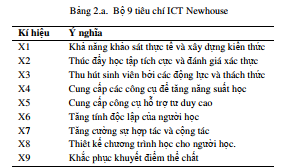 Bảng 2.a. Bộ 9 tiêu chí ICT Newhouse
Kí hiệu Ý nghĩa
X1 Khả năng khảo sát thực tế và xây dựng kiến thức
X2 Thúc đẩy học tập tích cực và đánh giá xác thực
X3 Thu hút sinh viên bởi các động lực và thách thức
X4 Cung cấp các công cụ để tăng năng suất học
X5 Cung cấp công cụ hỗ trợ tư duy cao
X6 Tăng tính độc lập của người học
X7 Tăng cường sự hợp tác và cộng tác
X8 Thiết kế chương trình học cho người học.
X9 Khắc phục khuyết điểm thể chất